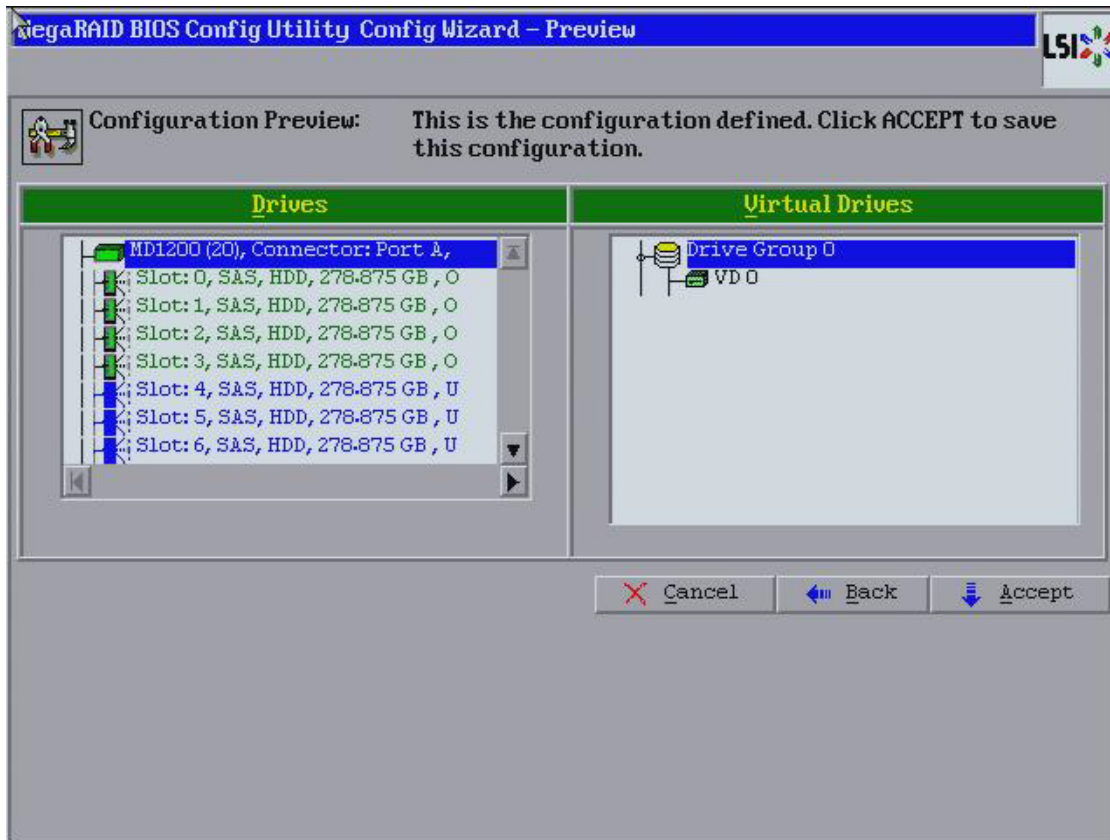 MegaRAID BIOS Config Utility Config Wizard – Preview
LSI
Configuration Preview:
This is the configuration defined. Click ACCEPT to save
this configuration.
Drives
Virtual Drives
MD1200 (20), Connector: Port A,
Slot: 0, SAS, HDD, 278.875 GB , O
Slot: 1, SAS, HDD, 278.875 GB , O
Slot: 2, SAS, HDD, 278.875 GB , O
Slot: 3, SAS, HDD, 278.875 GB , O
Slot: 4, SAS, HDD, 278.875 GB , U
Slot: 5, SAS, HDD, 278.875 GB , U
Slot: 6, SAS, HDD, 278.875 GB , U
Drive Group 0
VD 0
Cancel
Back
Accept